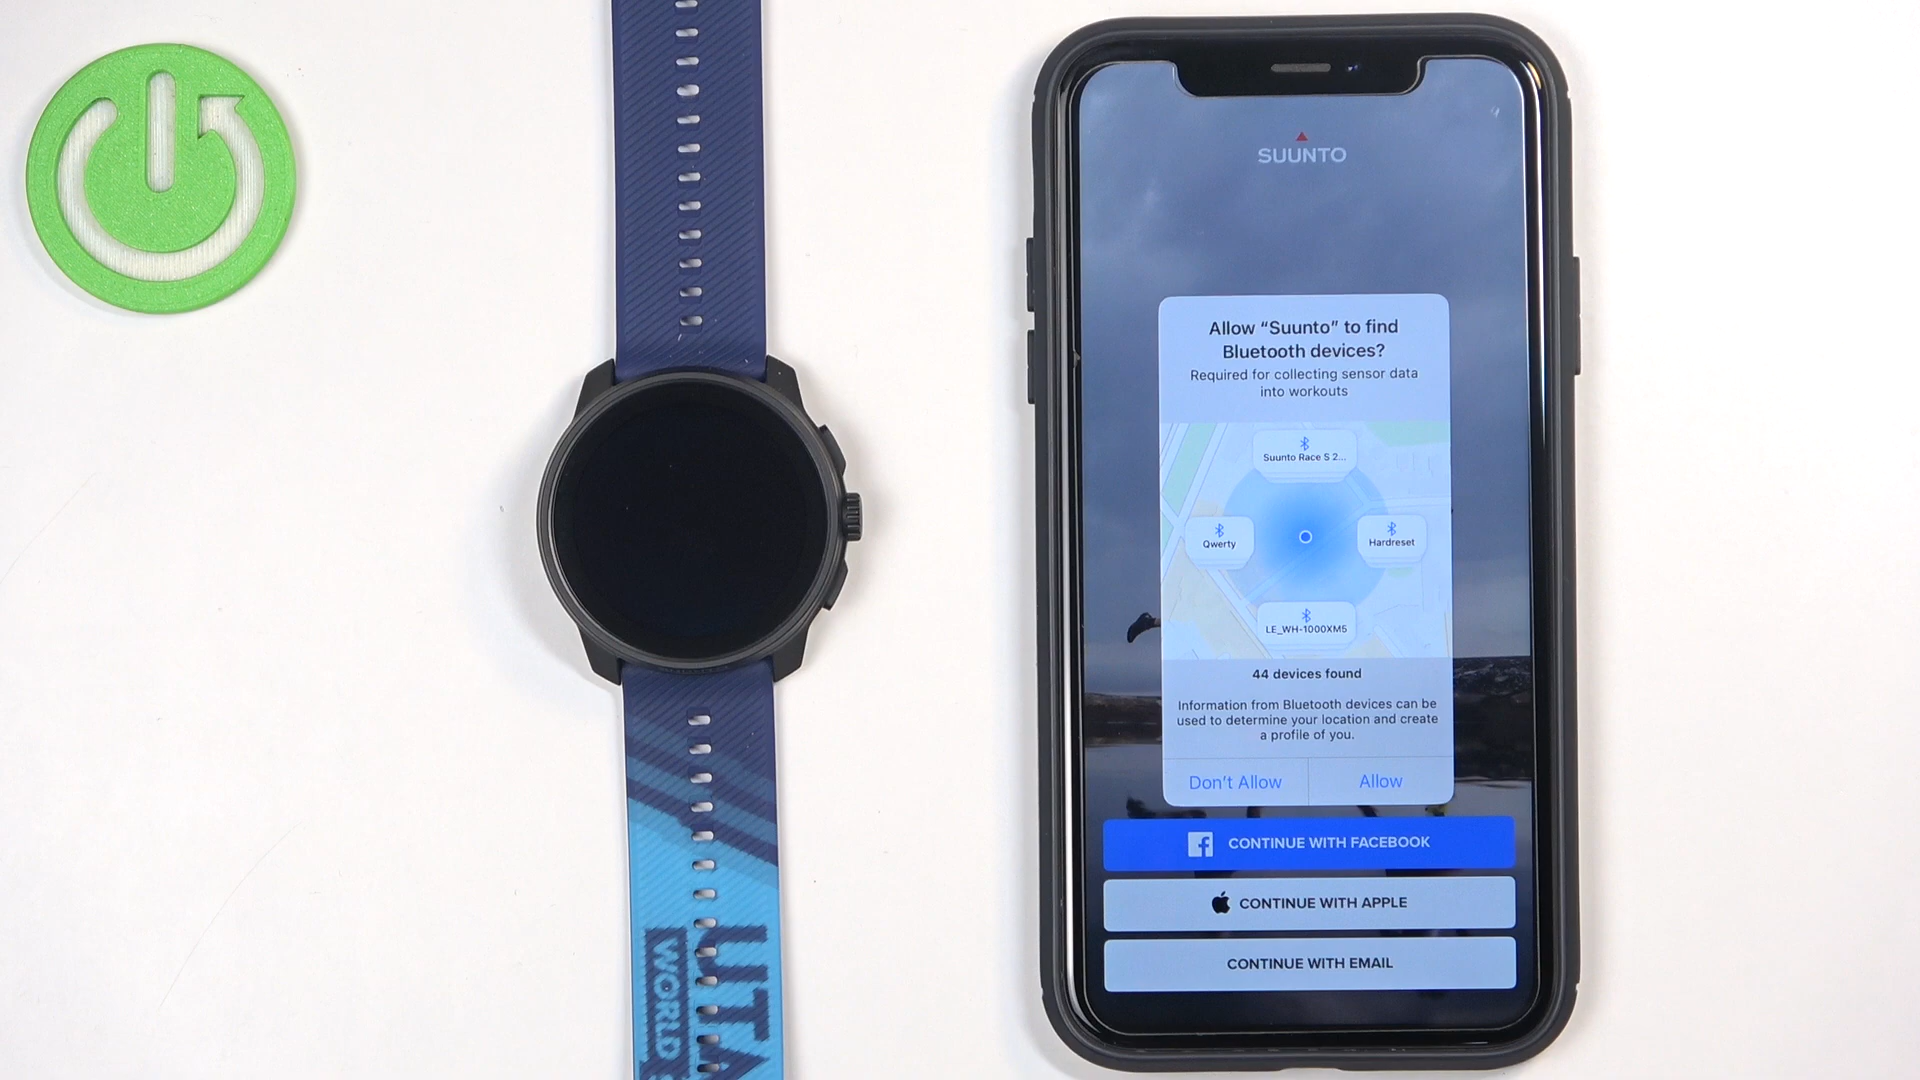 SUUNTO
Allow “Suunto” to find
Bluetooth devices?
Required for collecting sensor data
into workouts
Suunto Race S 2...
Qwerty
Hardreset
LE_WH-1000XM5
44 devices found
Information from Bluetooth devices can be
used to determine your location and create
a profile of you.
Don’t Allow
Allow
CONTINUE WITH FACEBOOK
CONTINUE WITH APPLE
CONTINUE WITH EMAIL
WORLD